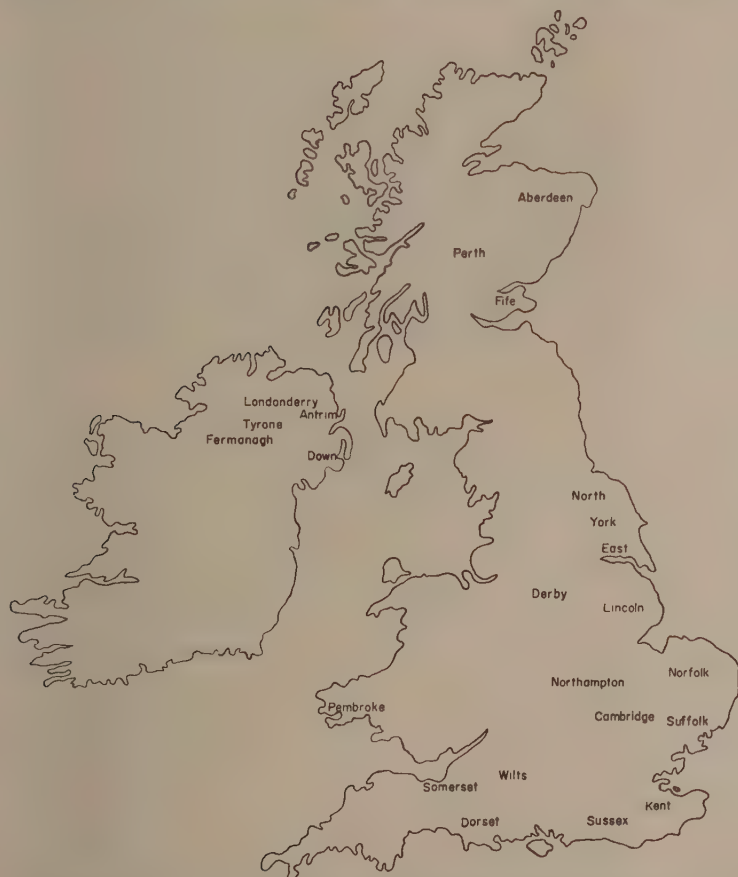 Aberdeen
Perth
Fife
Londonderry
Antrim
Tyrone
Fermanagh
Down
North
York
East
Derby
Lincoln
Norfolk
Northampton
Pembroke
Cambridge
Suffolk
Wilts
Somerset
Kent
Dorset
Sussex